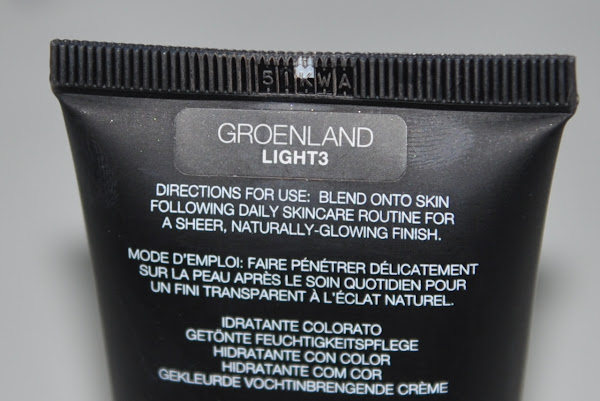 51KWA
GROENLAND
LIGHT3
DIRECTIONS FOR USE: BLEND ONTO SKIN
FOLLOWING DAILY SKINCARE ROUTINE FOR
A SHEER, NATURALLY-GLOWING FINISH.
MODE D'EMPLOI: FAIRE PÉNÉTRER DÉLICATEMENT
SUR LA PEAU APRÈS LE SOIN QUOTIDIEN POUR
UN FINI TRANSPARENT À L'ÉCLAT NATUREL.
IDRATANTE COLORATO
GETÖNTE FEUCHTIGKEITSPFLEGE
HIDRATANTE CON COLOR
HIDRATANTE COM COR
GEKLEURDE VOCHTINBRENGENDE CRÈME